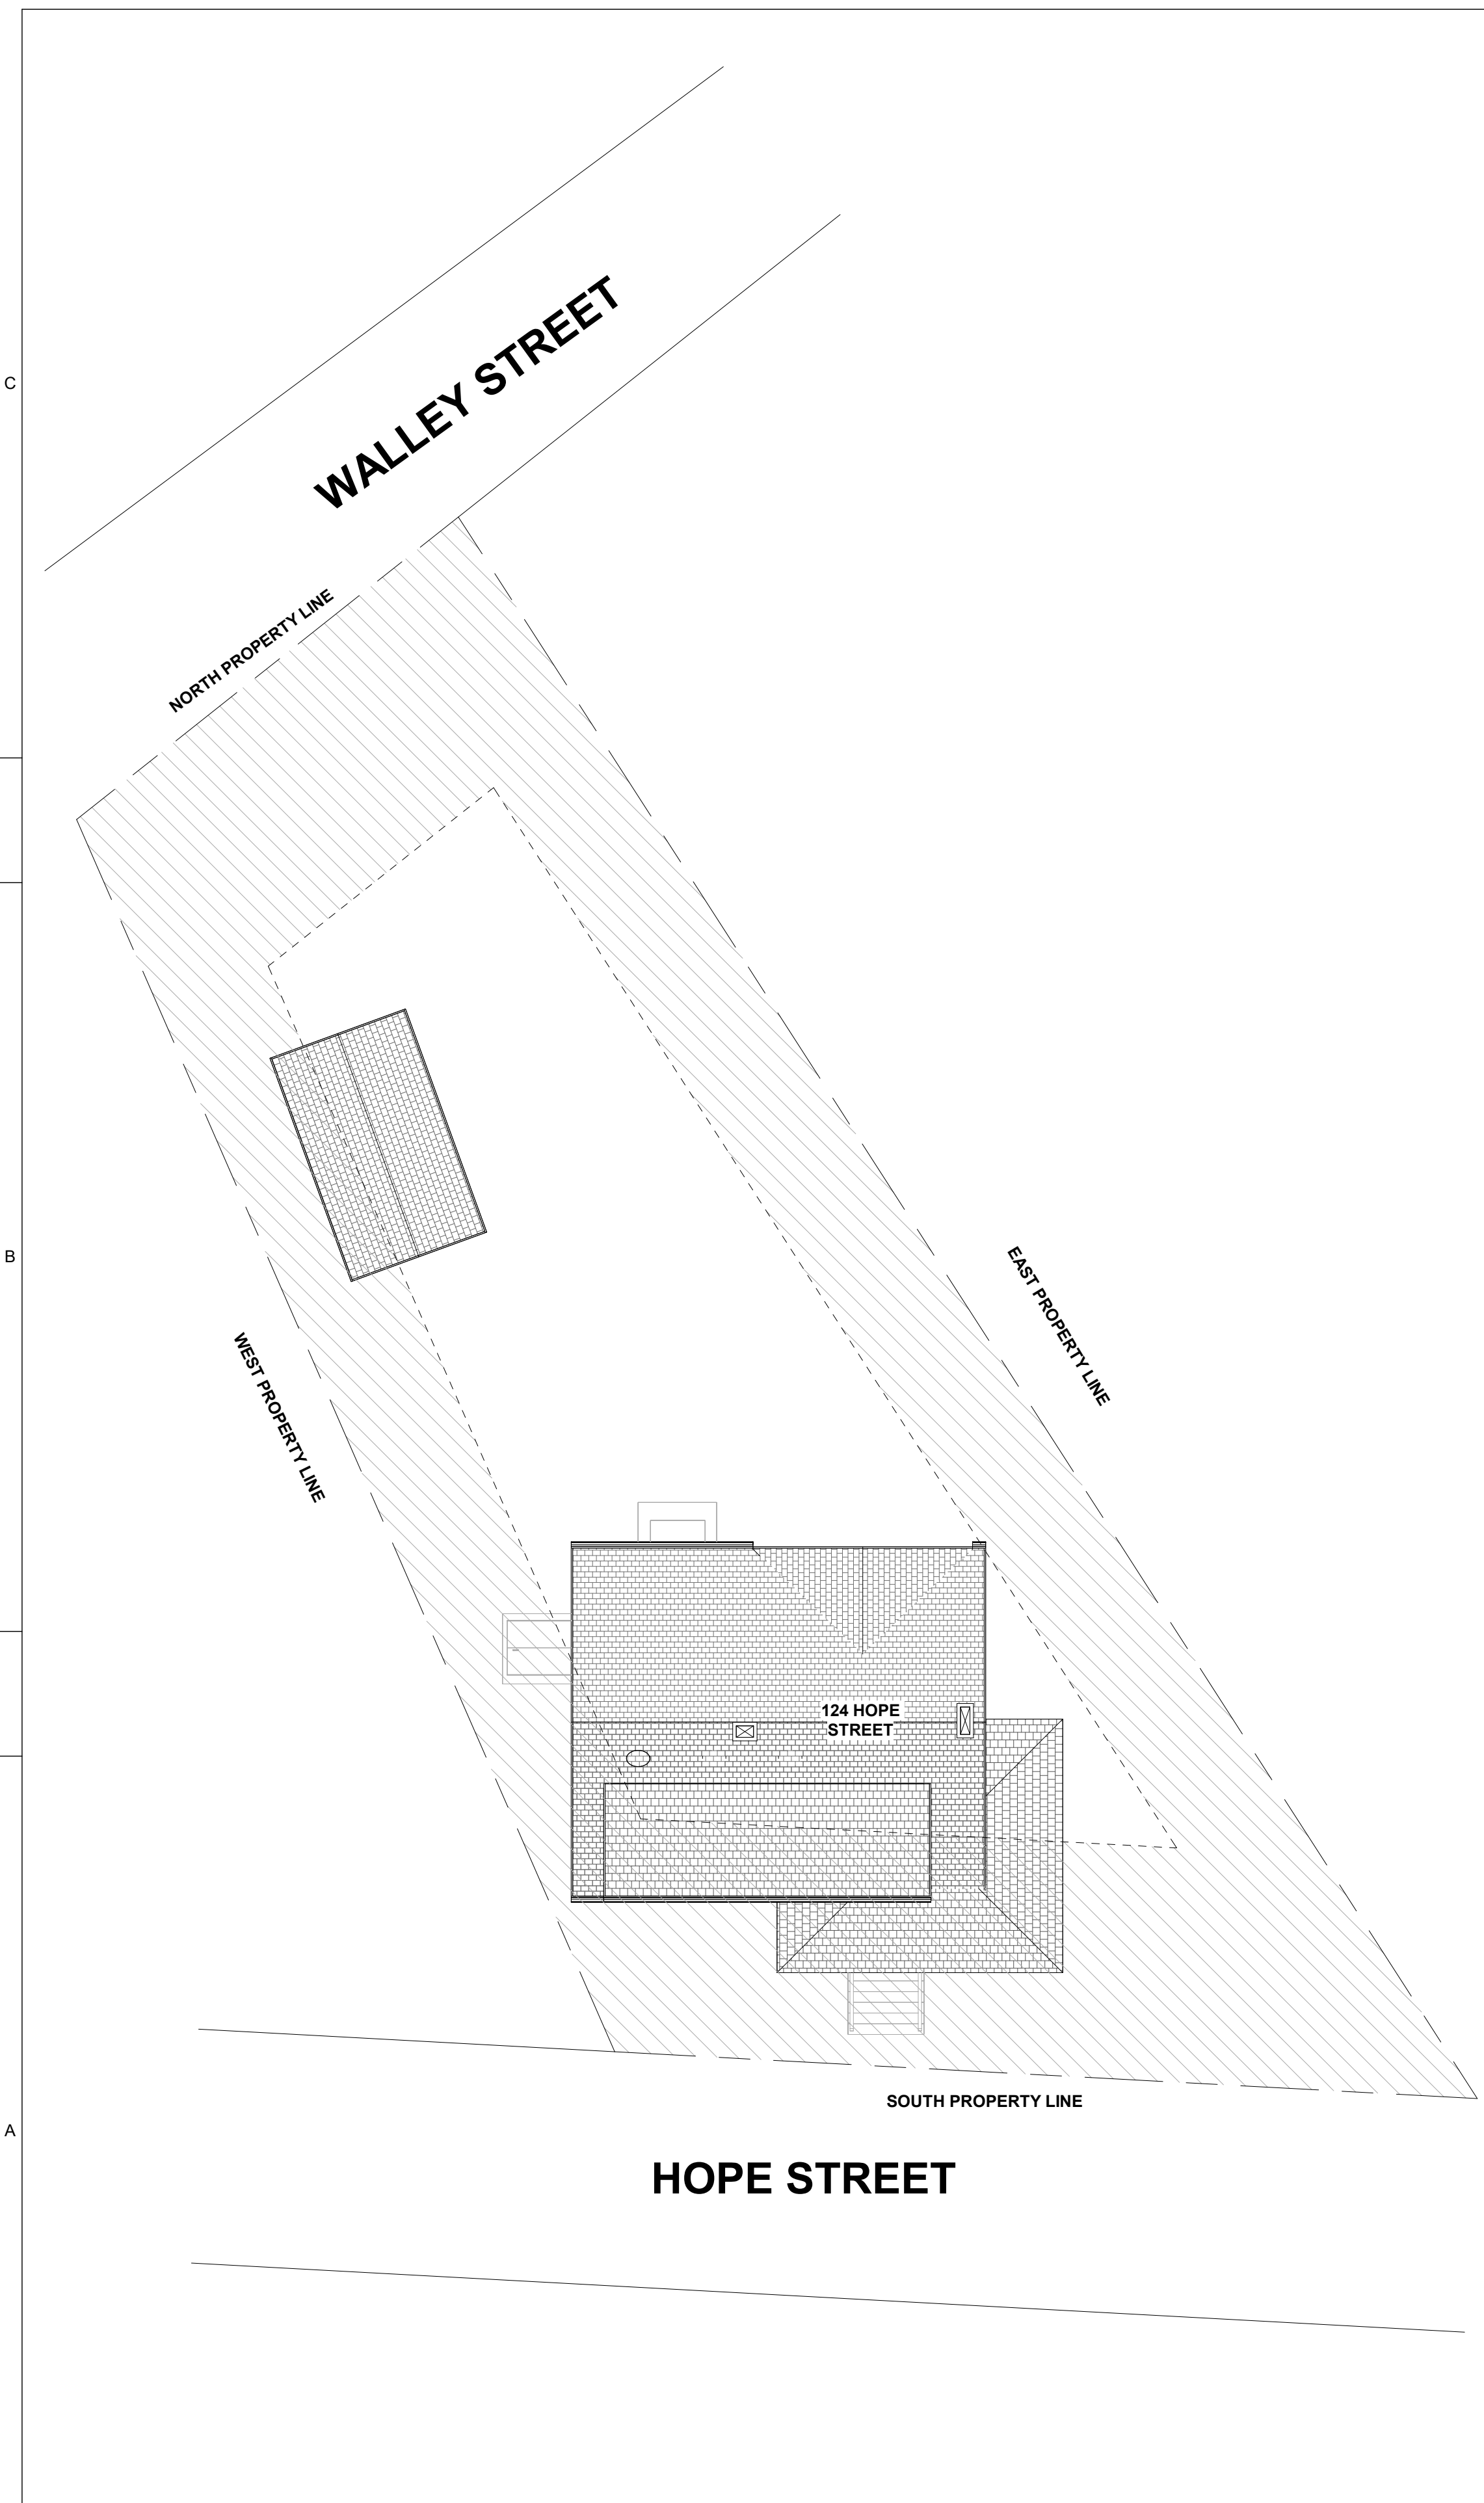 C
WALLEY STREET
NORTH PROPERTY LINE
B
EAST PROPERTY LINE
WEST PROPERTY LINE
124 HOPE
STREET
SOUTH PROPERTY LINE
A
HOPE STREET